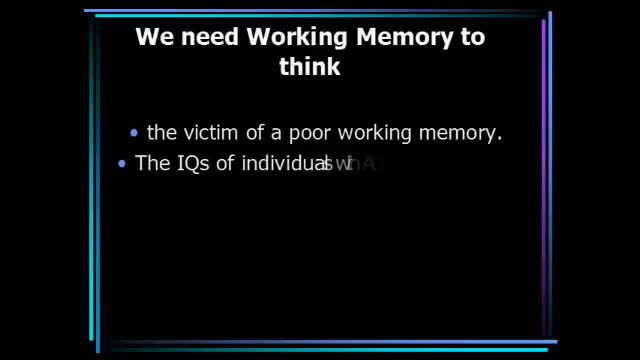 We need Working Memory to
think
the victim of a poor working memory.
The IQs of individuals